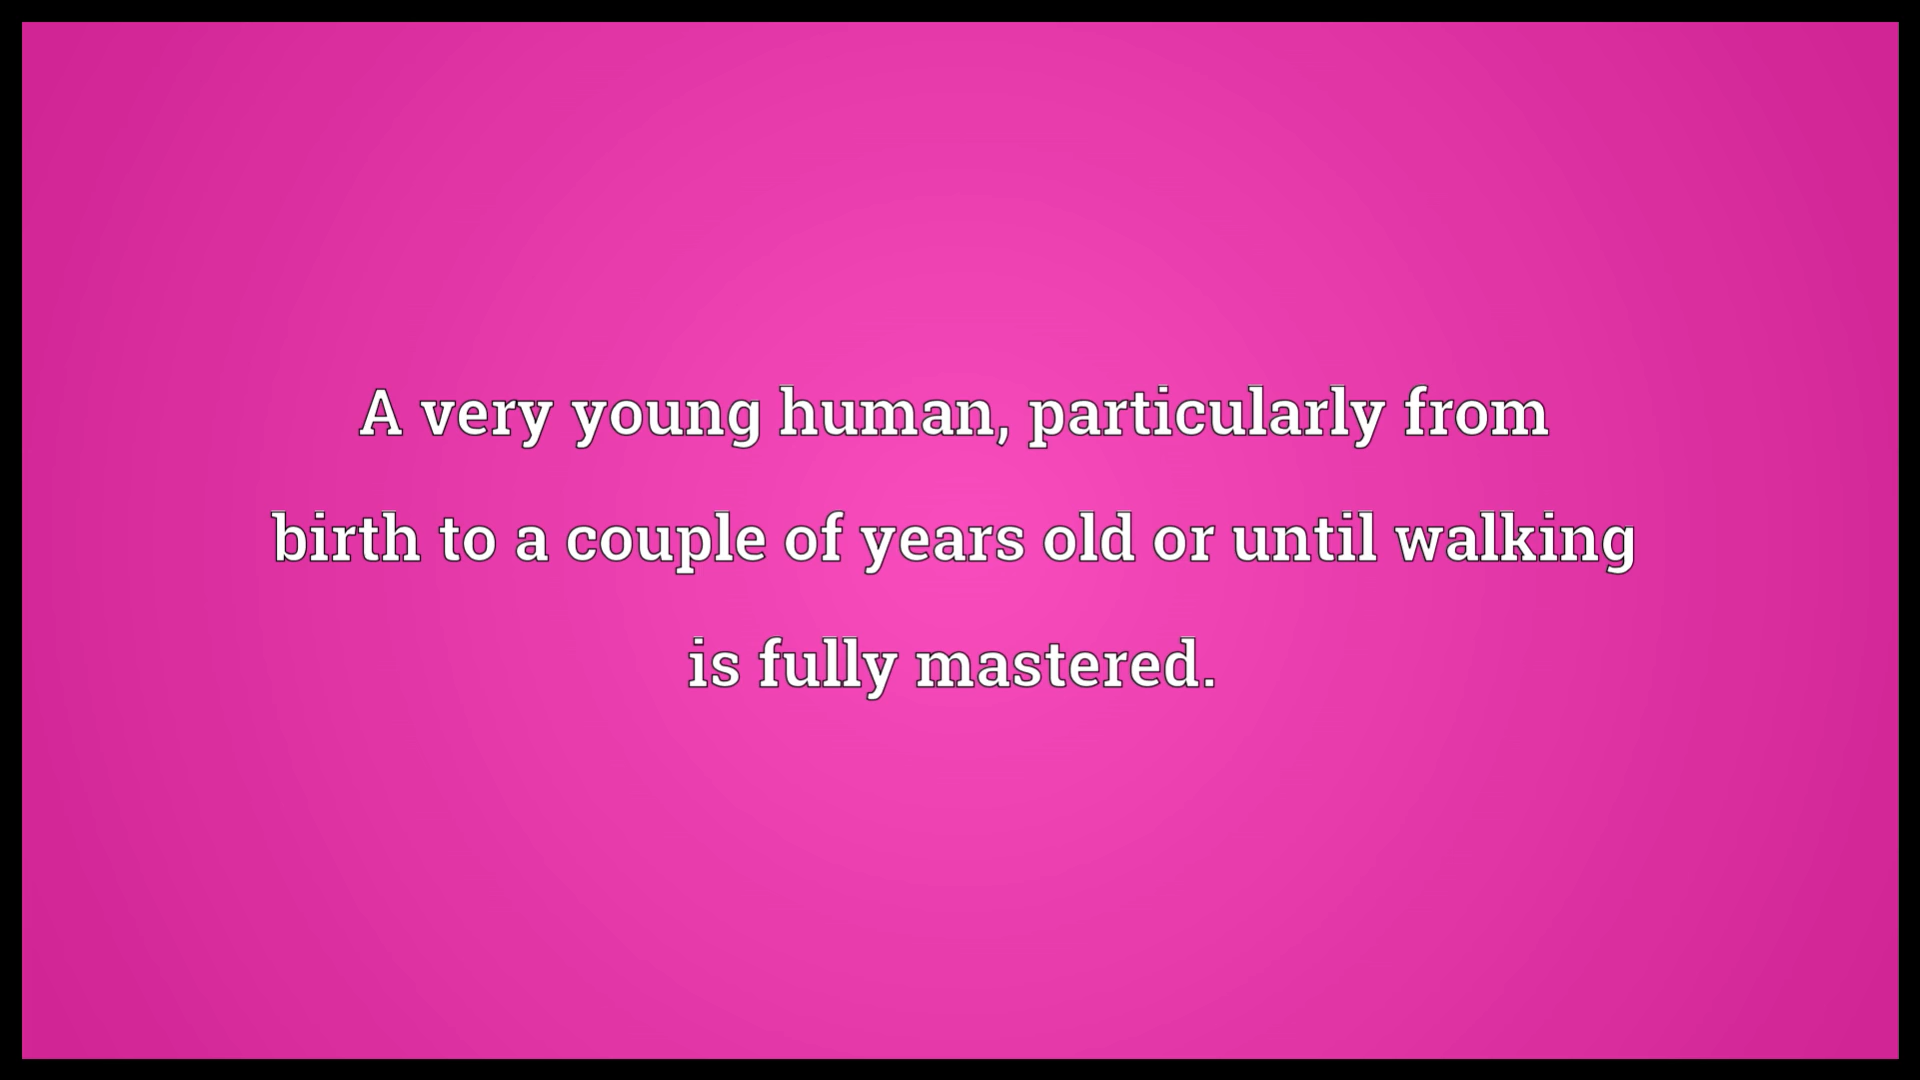 A very young human, particularly from
birth to a couple of years old or until walking
is fully mastered.